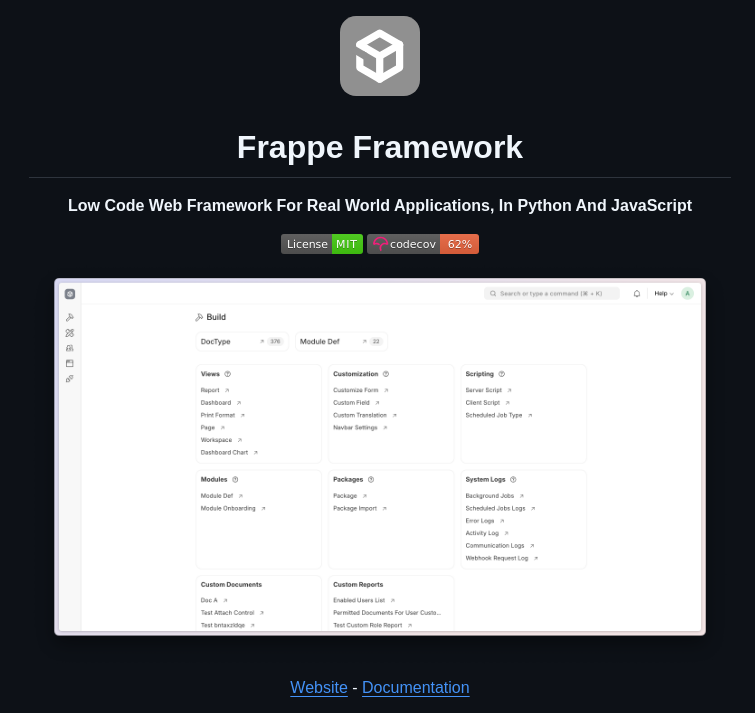 Frappe Framework
Low Code Web Framework For Real World Applications, In Python And JavaScript
License MIT codecov 62%
Search or type a command (⌘ + K) Help A
Build
DocType 376 Module Def 22
Views Customization Scripting
Report Customize Form Server Script
Dashboard Custom Field Client Script
Print Format Custom Translation Scheduled Job Type
Page Navbar Settings
Workspace
Dashboard Chart
Modules Packages System Logs
Module Def Package Background Jobs
Module Onboarding Package Import Scheduled Jobs Logs
Error Logs
Activity Log
Communication Logs
Webhook Request Log
Custom Documents Custom Reports
Doc A Enabled Users List
Test Attach Control Permitted Documents For User Custo...
Test Custom Role Report
Website - Documentation